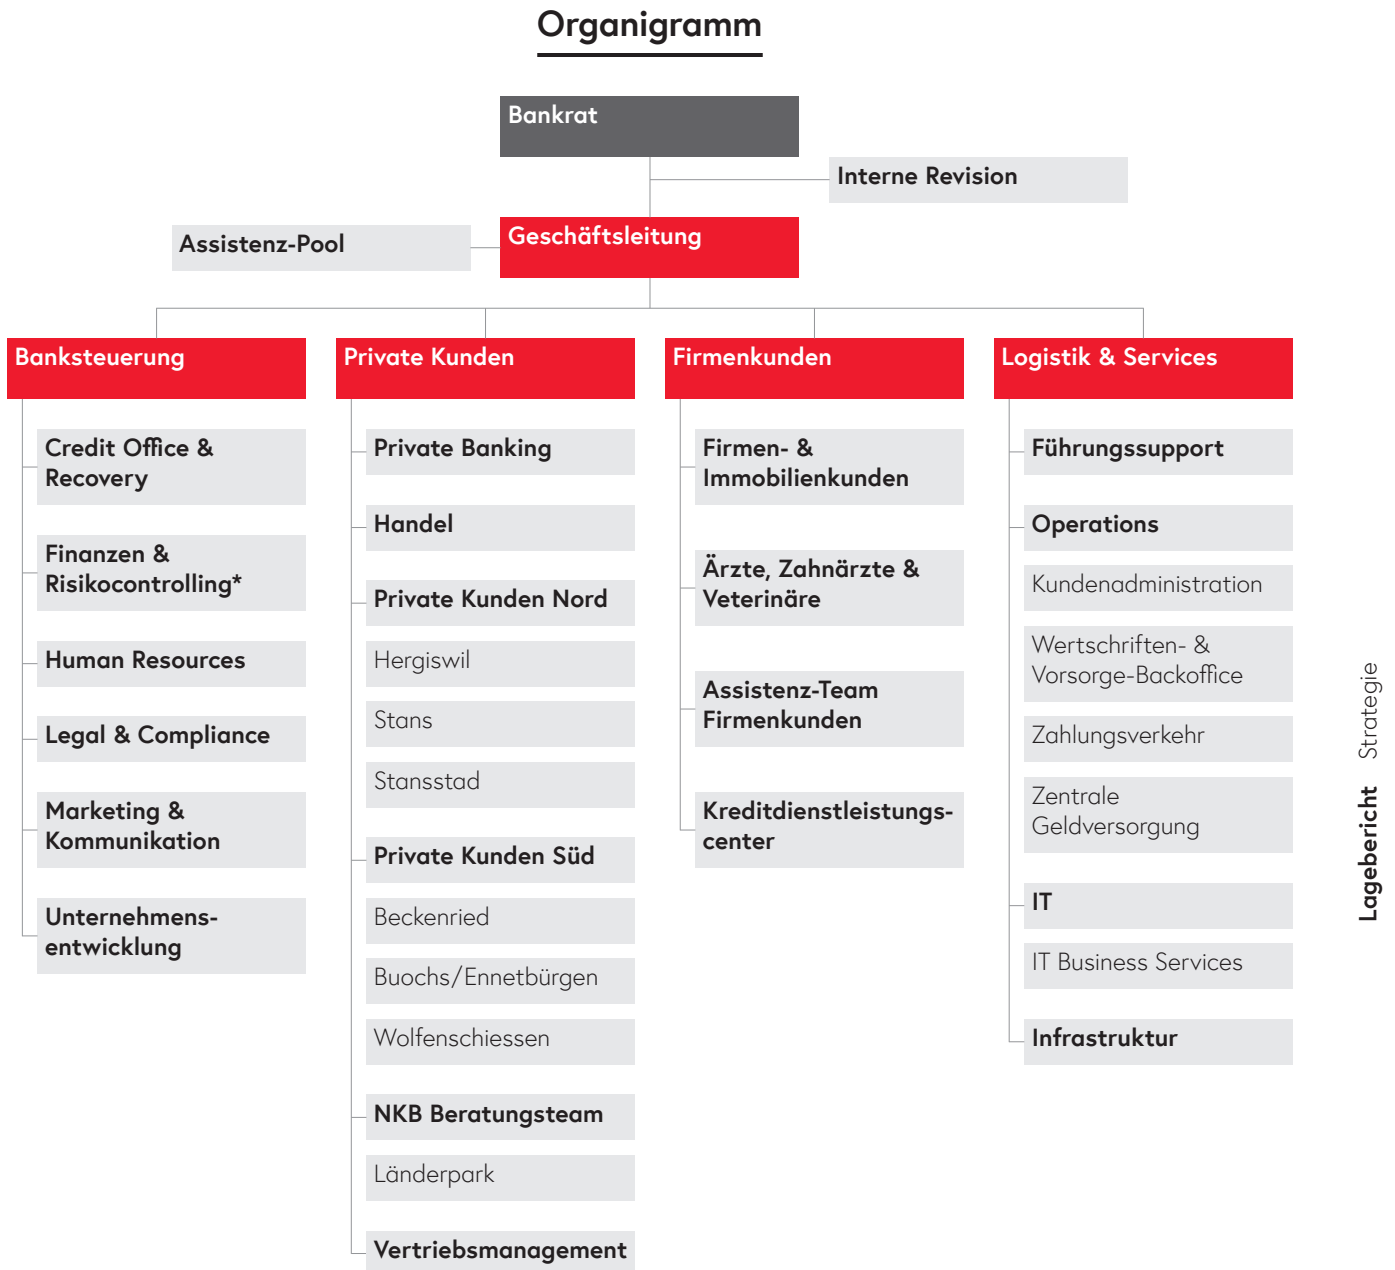 Organigramm
Bankrat
Interne Revision
Assistenz-Pool
Geschäftsleitung
Banksteuerung
Credit Office &
Recovery
Finanzen &
Risikocontrolling*
Human Resources
Legal & Compliance
Marketing &
Kommunikation
Unternehmens-
entwicklung
Private Kunden
Private Banking
Handel
Private Kunden Nord
Hergiswil
Stans
Stansstad
Private Kunden Süd
Beckenried
Buochs/Ennetbürgen
Wolfenschiessen
NKB Beratungsteam
Länderpark
Vertriebsmanagement
Firmenkunden
Firmen- &
Immobilienkunden
Ärzte, Zahnärzte &
Veterinäre
Assistenz-Team
Firmenkunden
Kreditdienstleistungs-
center
Logistik & Services
Führungssupport
Operations
Kundenadministration
Wertschriften- &
Vorsorge-Backoffice
Zahlungsverkehr
Zentrale
Geldversorgung
IT
IT Business Services
Infrastruktur
Lagebericht Strategie